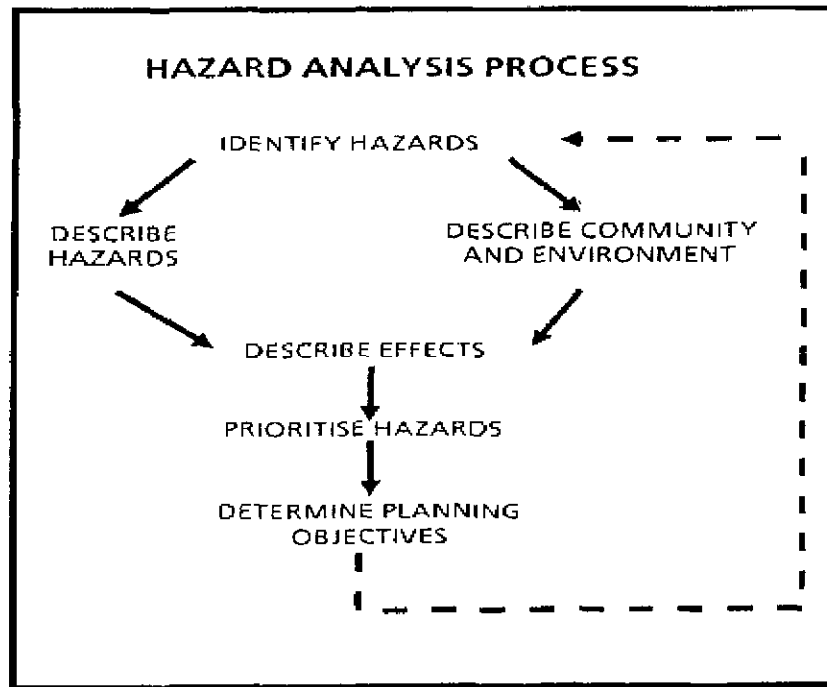 HAZARD ANALYSIS PROCESS
IDENTIFY HAZARDS
DESCRIBE
HAZARDS
DESCRIBE COMMUNITY
AND ENVIRONMENT
DESCRIBE EFFECTS
PRIORITISE HAZARDS
DETERMINE PLANNING
OBJECTIVES